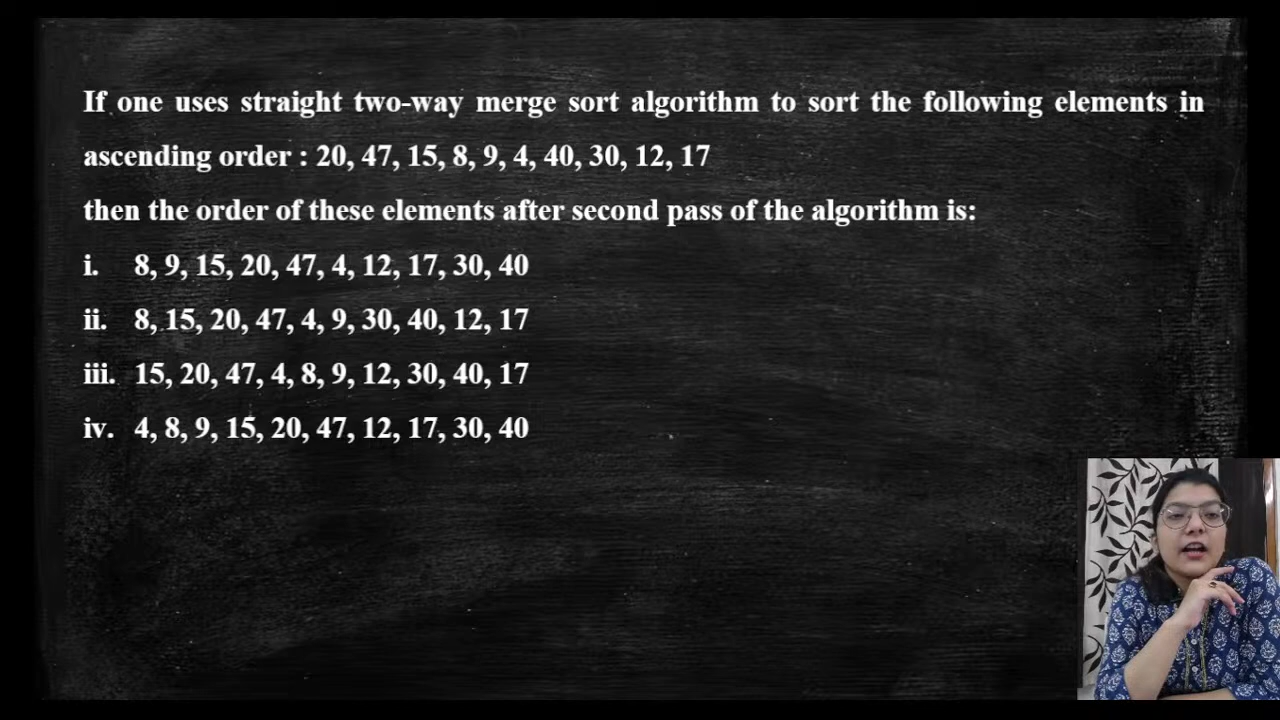 If one uses straight two-way merge sort algorithm to sort the following elements in
ascending order : 20, 47, 15, 8, 9, 4, 40, 30, 12, 17
then the order of these elements after second pass of the algorithm is:
i. 8, 9, 15, 20, 47, 4, 12, 17, 30, 40
ii. 8, 15, 20, 47, 4, 9, 30, 40, 12, 17
iii. 15, 20, 47, 4, 8, 9, 12, 30, 40, 17
iv. 4, 8, 9, 15, 20, 47, 12, 17, 30, 40